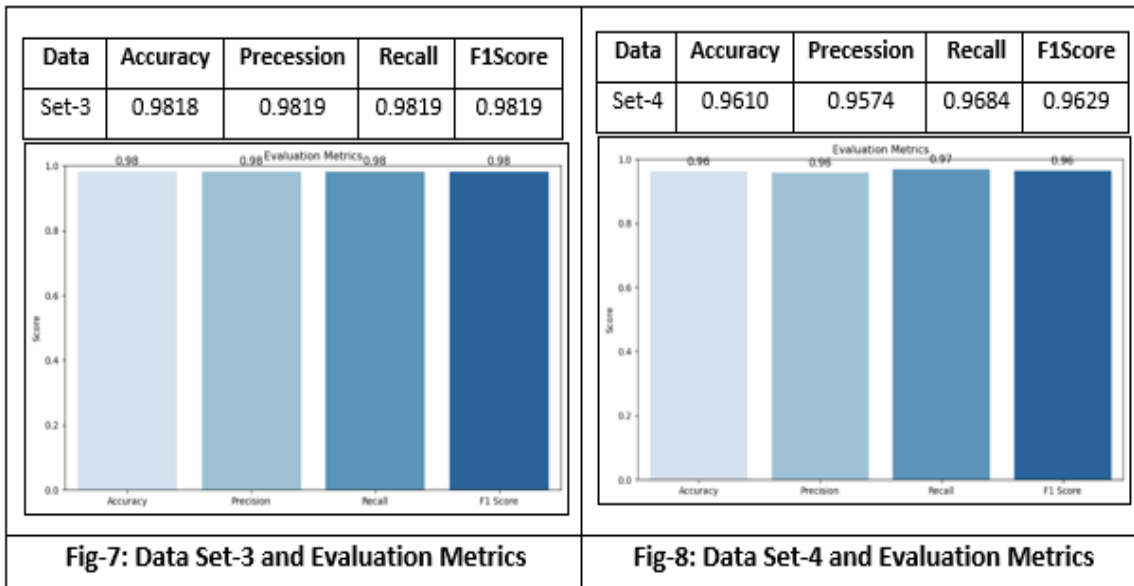 Data Accuracy Precession Recall F1Score
Set-3 0.9818 0.9819 0.9819 0.9819
Evaluation Metrics
0.98 0.98 0.98 0.98
1.0
0.8
0.6
0.4
0.2
0.0
Score
Accuracy Precision Recall F1 Score
Fig-7: Data Set-3 and Evaluation Metrics
Data Accuracy Precession Recall F1Score
Set-4 0.9610 0.9574 0.9684 0.9629
Evaluation Metrics
0.96 0.96 0.97 0.96
1.0
0.8
0.6
0.4
0.2
0.0
Score
Accuracy Precision Recall F1 Score
Fig-8: Data Set-4 and Evaluation Metrics